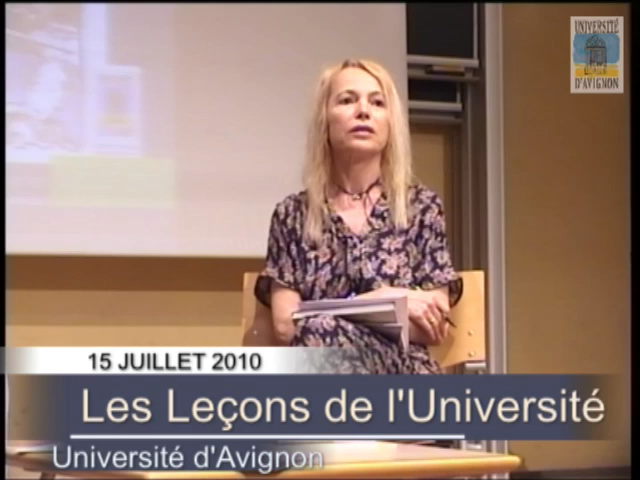 UNIVERSITÉ
D'AVIGNON
15 JUILLET 2010
Les Leçons de l'Université
Université d'Avignon